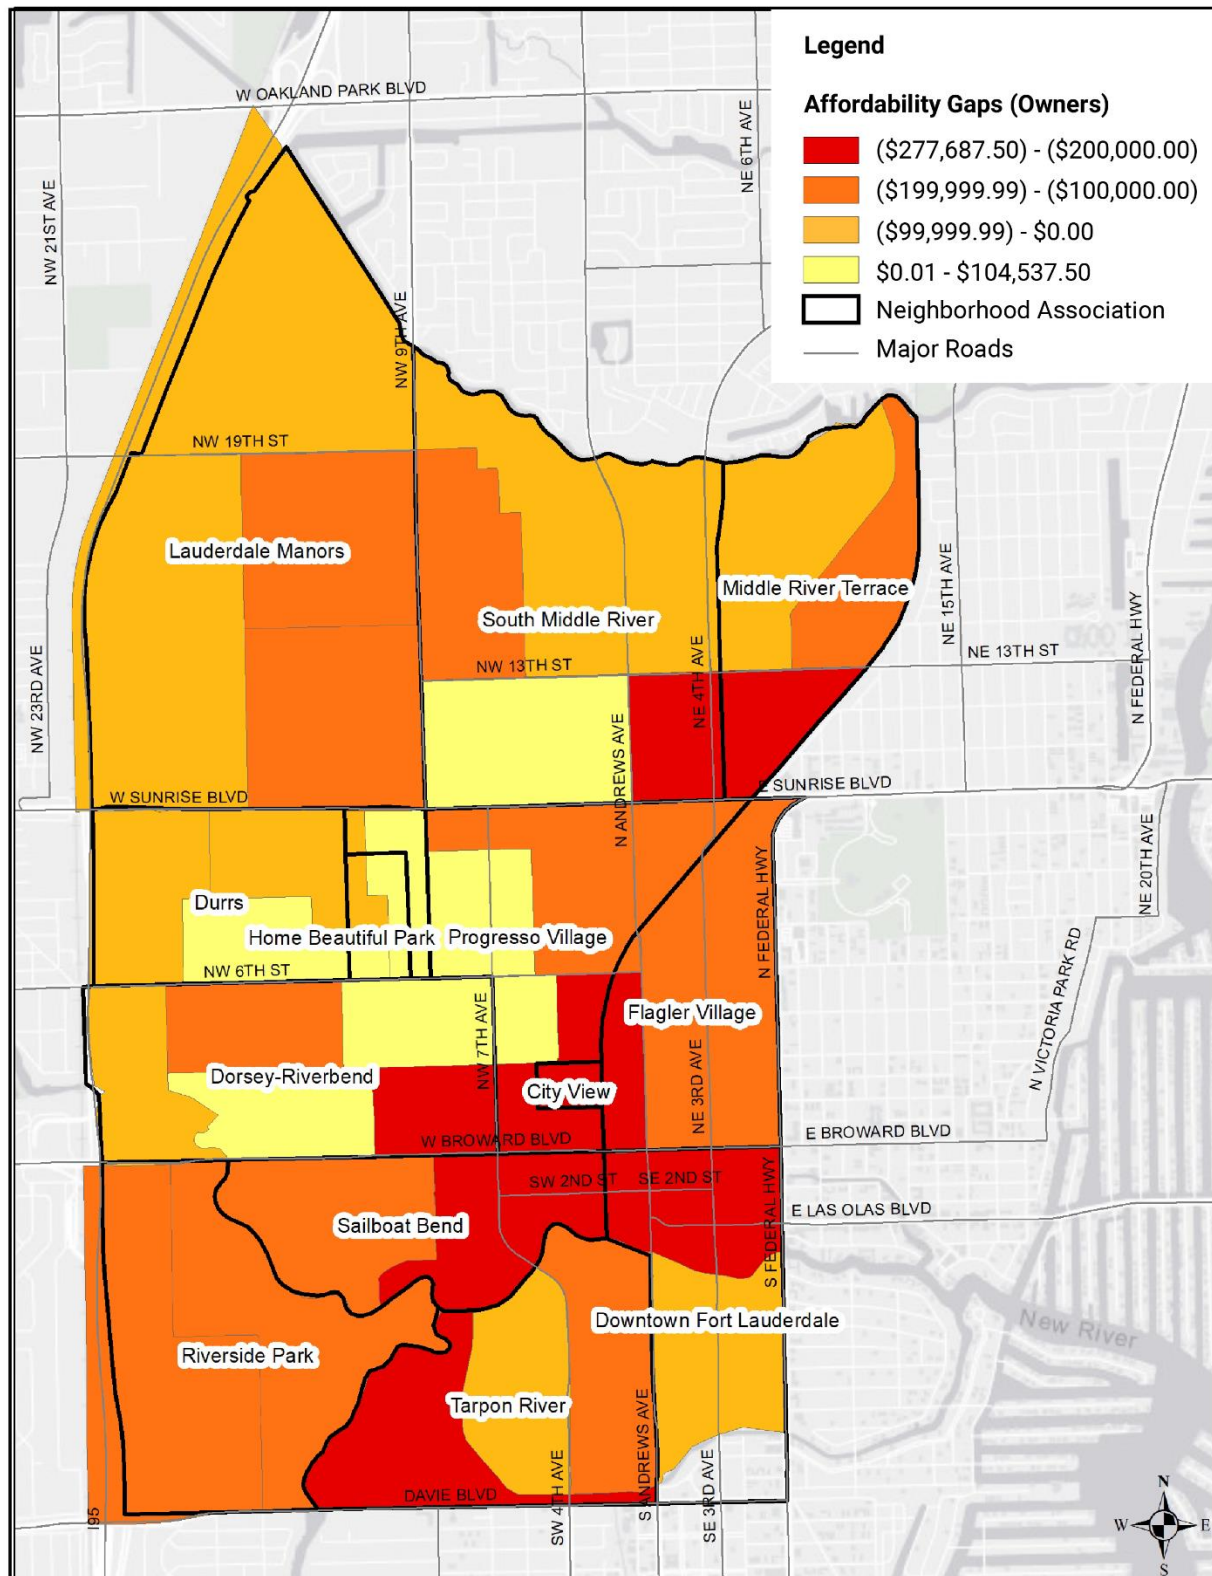 Legend
Affordability Gaps (Owners)
($277,687.50) - ($200,000.00)
($199,999.99) - ($100,000.00)
($99,999.99) - $0.00
$0.01 - $104,537.50
Neighborhood Association
Major Roads
W OAKLAND PARK BLVD
NE 6TH AVE
NW 21ST AVE
NW 9TH AVE
NW 19TH ST
Lauderdale Manors
South Middle River
Middle River Terrace
NE 15TH AVE
NE 13TH ST
NW 13TH ST
N FEDERAL HWY
NE 4TH AVE
NW 23RD AVE
N ANDREWS AVE
W SUNRISE BLVD
E SUNRISE BLVD
NE 20TH AVE
Durrs
Home Beautiful Park
Progresso Village
N FEDERAL HWY
NW 6TH ST
N VICTORIA PARK RD
Flagler Village
NW 7TH AVE
NE 3RD AVE
Dorsey-Riverbend
City View
W BROWARD BLVD
E BROWARD BLVD
SW 2ND ST
SE 2ND ST
S FEDERAL HWY
E LAS OLAS BLVD
Sailboat Bend
Downtown Fort Lauderdale
New River
Riverside Park
Tarpon River
S ANDREWS AVE
SW 4TH AVE
SE 3RD AVE
DAVIE BLVD
I95
N
W
E
S